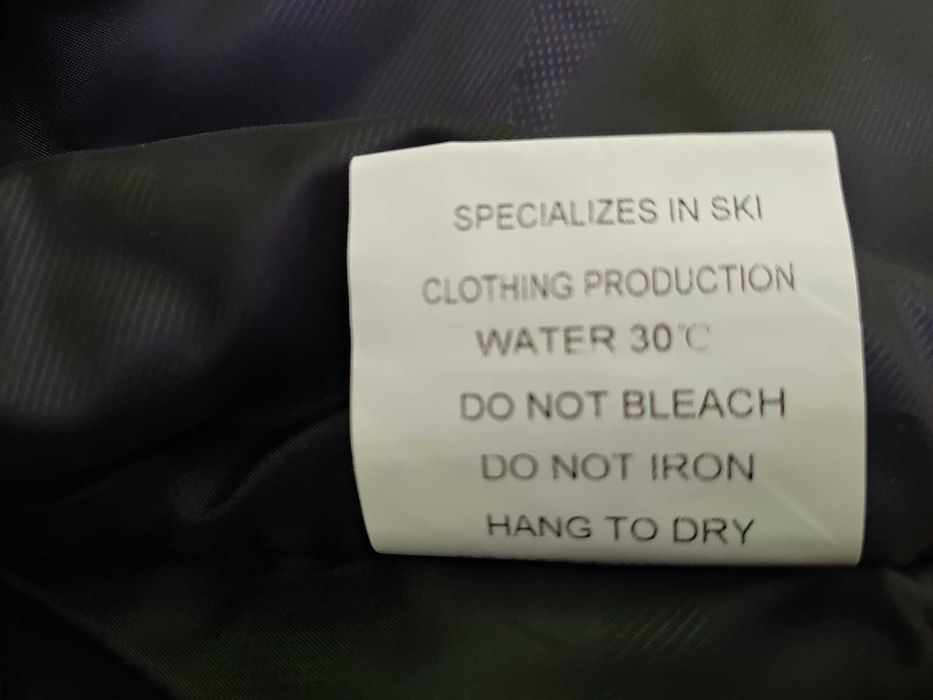 SPECIALIZES IN SKI
CLOTHING PRODUCTION
WATER 30℃
DO NOT BLEACH
DO NOT IRON
HANG TO DRY